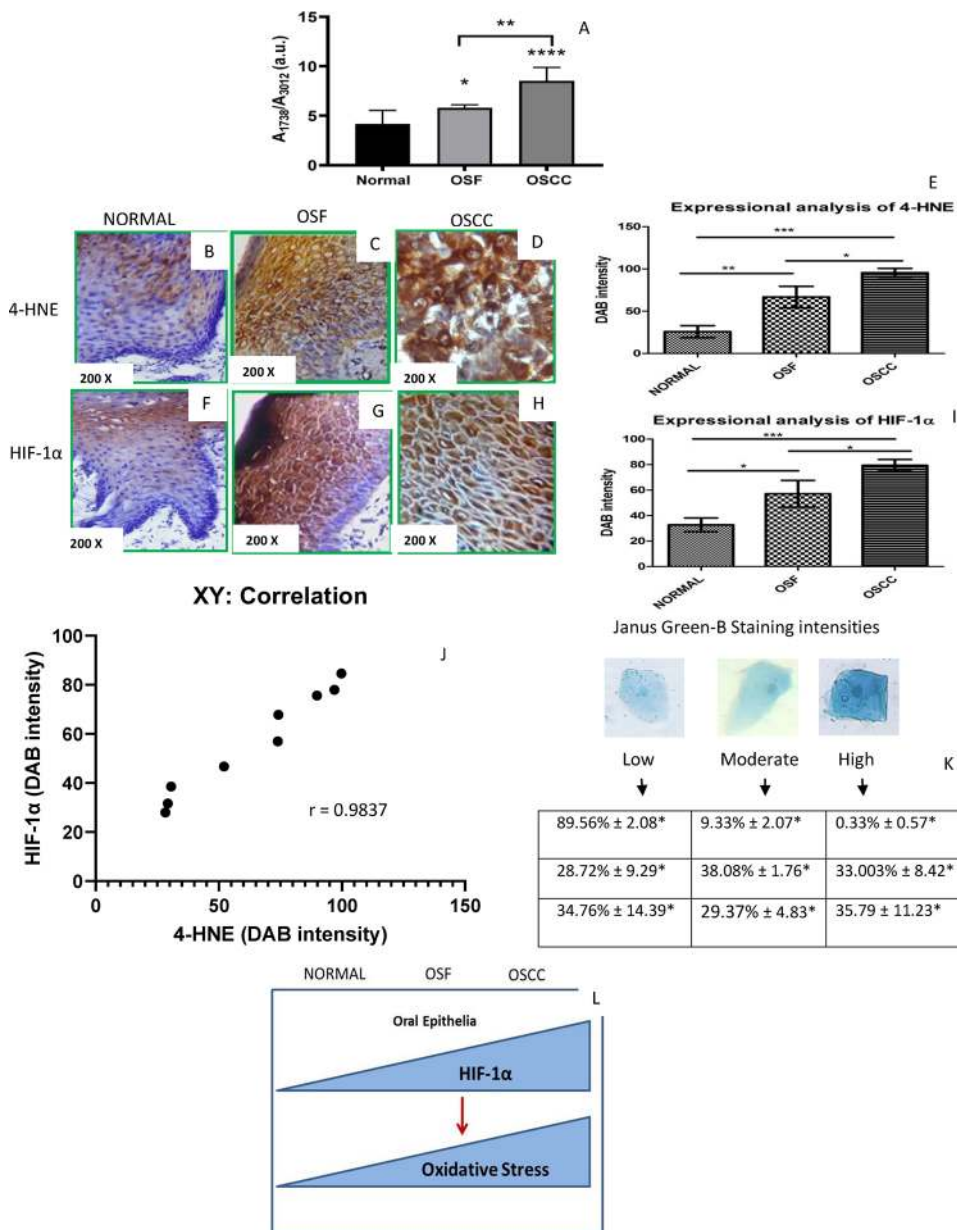 A
**
****
*
15
10
5
0
A1738/A3012 (a.u.)
Normal OSF OSCC
NORMAL OSF OSCC
4-HNE
B C D
200 X 200 X 200 X
HIF-1α
F G H
200 X 200 X 200 X
E
Expressional analysis of 4-HNE
150
100
50
0
DAB intensity
***
** *
NORMAL OSF OSCC
I
Expressional analysis of HIF-1α
100
80
60
40
20
0
DAB intensity
***
* *
NORMAL OSF OSCC
XY: Correlation
J
100
80
60
40
20
0
HIF-1α (DAB intensity)
r = 0.9837
0 50 100 150
4-HNE (DAB intensity)
Janus Green-B Staining intensities
Low Moderate High K
89.56% ± 2.08* 9.33% ± 2.07* 0.33% ± 0.57*
28.72% ± 9.29* 38.08% ± 1.76* 33.003% ± 8.42*
34.76% ± 14.39* 29.37% ± 4.83* 35.79 ± 11.23*
NORMAL OSF OSCC
L
Oral Epithelia
HIF-1α
Oxidative Stress